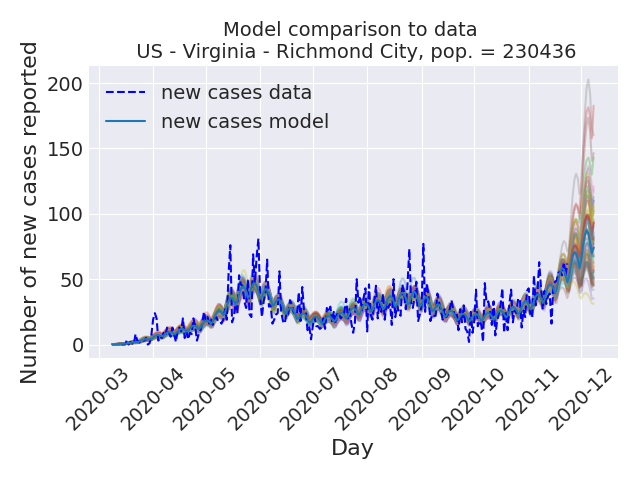 Model comparison to data
US - Virginia - Richmond City, pop. = 230436
Number of new cases reported
200
150
100
50
0
new cases data
new cases model
2020-03
2020-04
2020-05
2020-06
2020-07
2020-08
2020-09
2020-10
2020-11
2020-12
Day